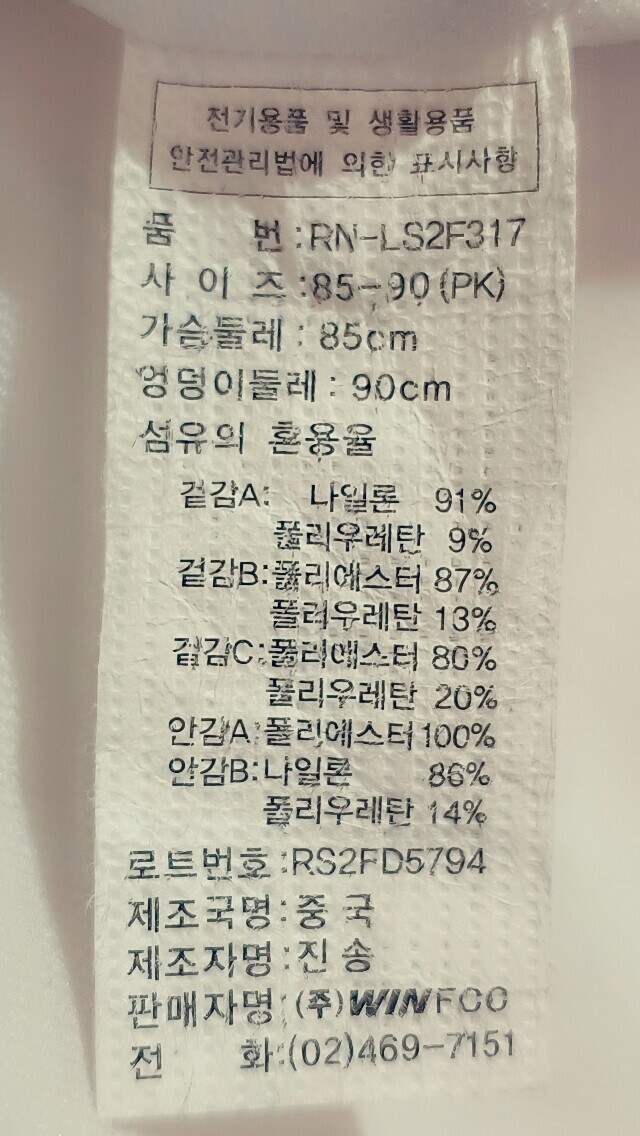 전기용품 및 생활용품
안전관리법에 의한 표시사항
품 번:RN-LS2F317
사 이 즈:85-90(PK)
가슴둘레: 85cm
엉덩이둘레: 90cm
섬유의 혼용율
겉감A: 나일론 91%
폴리우레탄 9%
겉감B:폴리에스터 87%
폴리우레탄 13%
겉감C:폴리에스터 80%
폴리우레탄 20%
안감A:폴리에스터 100%
안감B:나일론 86%
폴리우레탄 14%
로트번호:RS2FD5794
제조국명:중 국
제조자명:진 송
판매자명:(주)WINFCO
전 화:(02)469-7151